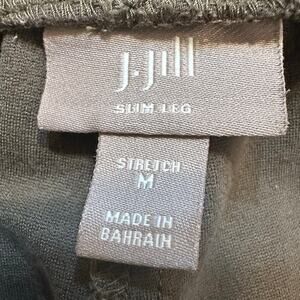 J.Jill
SLIM LEG
STRETCH
M
MADE IN
BAHRAIN